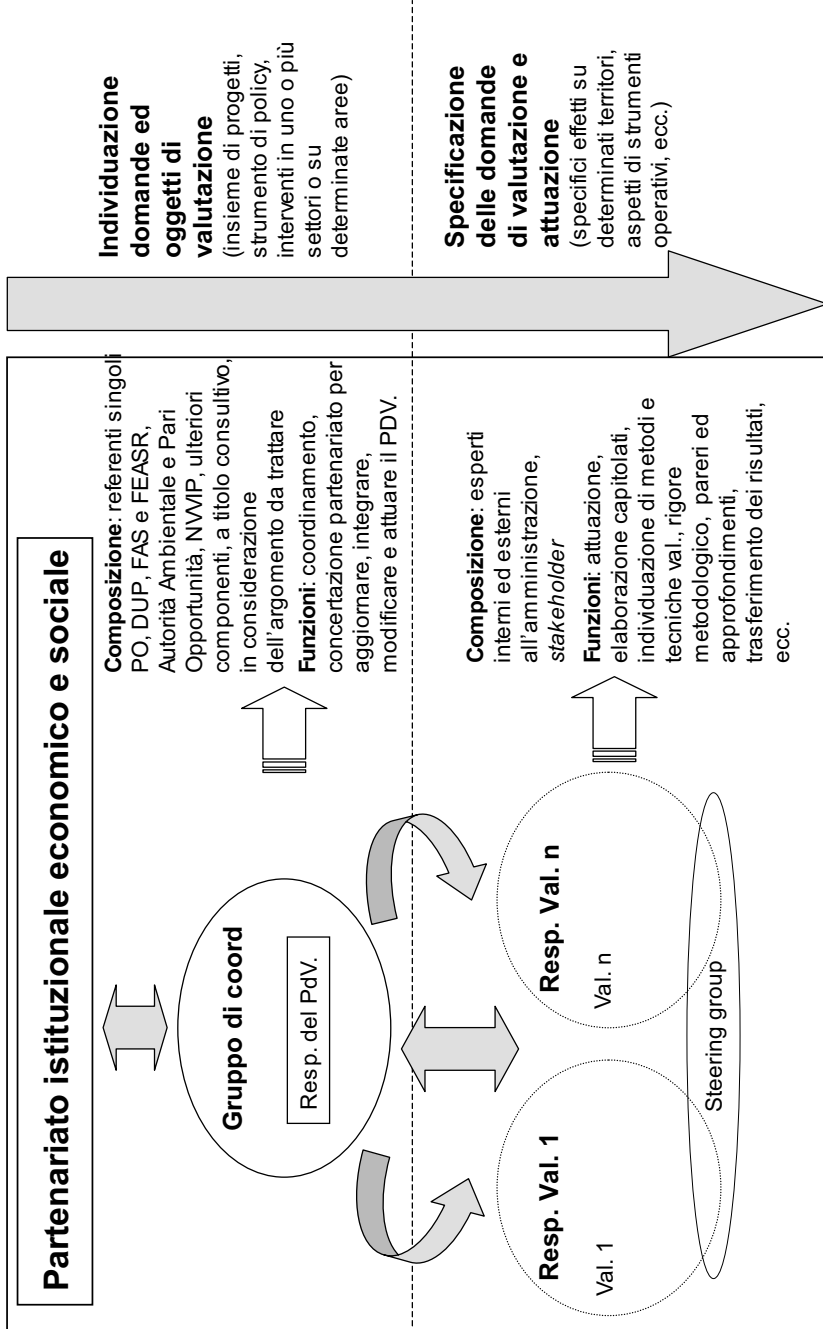 Partenariato istituzionale economico e sociale
Gruppo di coord
Resp. del PdV.
Composizione: referenti singoli
PO, DUP, FAS e FEASR,
Autorità Ambientale e Pari
Opportunità, NVVIP, ulteriori
componenti, a titolo consultivo,
in considerazione
dell'argomento da trattare
Funzioni: coordinamento,
concertazione partenariato per
aggiornare, integrare,
modificare e attuare il PDV.
Individuazione
domande ed
oggetti di
valutazione
(insieme di progetti,
strumento di policy,
interventi in uno o più
settori o su
determinate aree)
Resp. Val. 1
Val. 1
Resp. Val. n
Val. n
Steering group
Composizione: esperti
interni ed esterni
all'amministrazione,
stakeholder
Funzioni: attuazione,
elaborazione capitolati,
individuazione di metodi e
tecniche val., rigore
metodologico, pareri ed
approfondimenti,
trasferimento dei risultati,
ecc.
Specificazione
delle domande
di valutazione e
attuazione
(specifici effetti su
determinati territori,
aspetti di strumenti
operativi, ecc.)